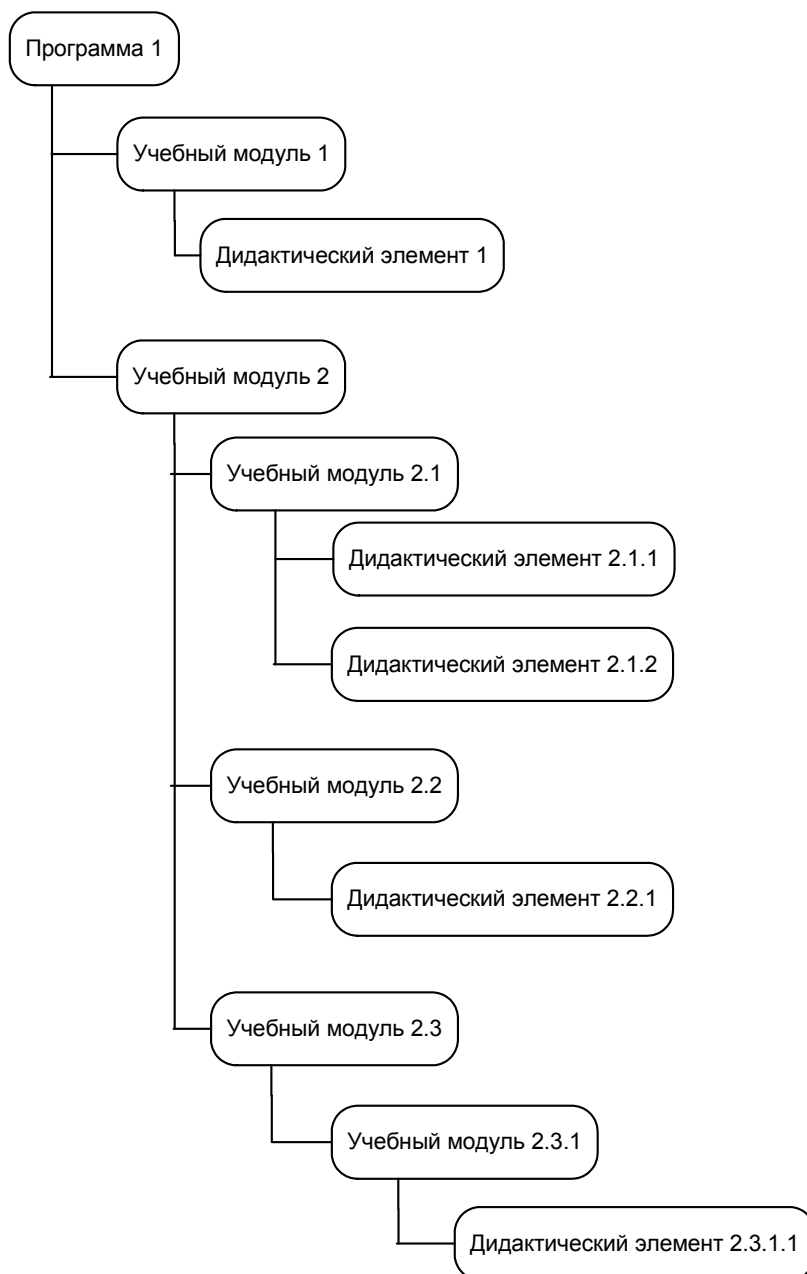 Программа 1
Учебный модуль 1
Дидактический элемент 1
Учебный модуль 2
Учебный модуль 2.1
Дидактический элемент 2.1.1
Дидактический элемент 2.1.2
Учебный модуль 2.2
Дидактический элемент 2.2.1
Учебный модуль 2.3
Учебный модуль 2.3.1
Дидактический элемент 2.3.1.1